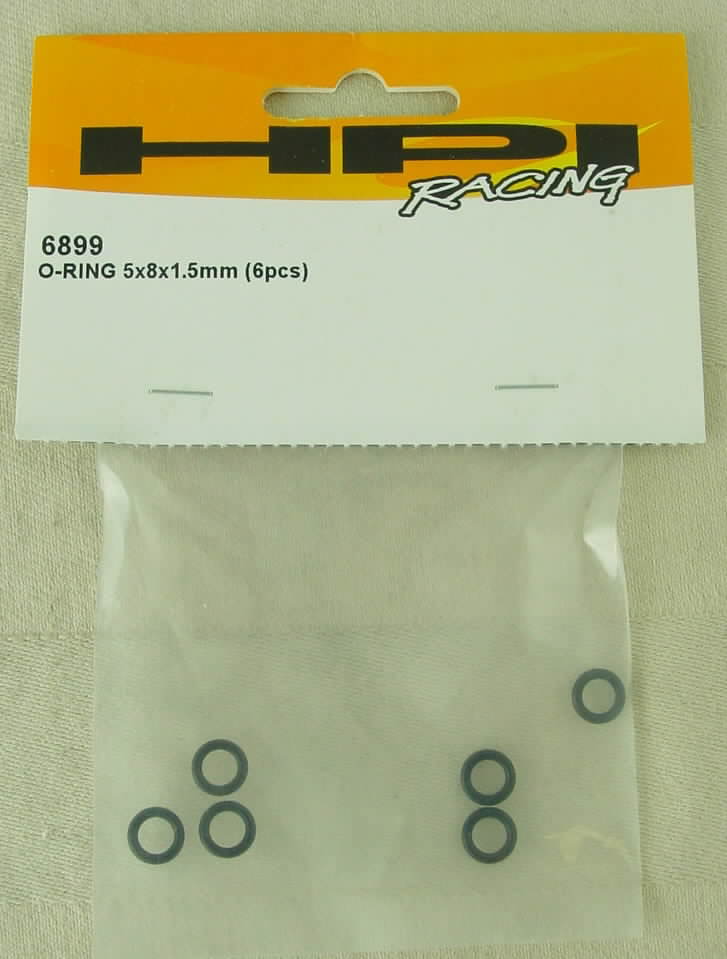 HPI
RACING
6899
O-RING 5x8x1.5mm (6pcs)